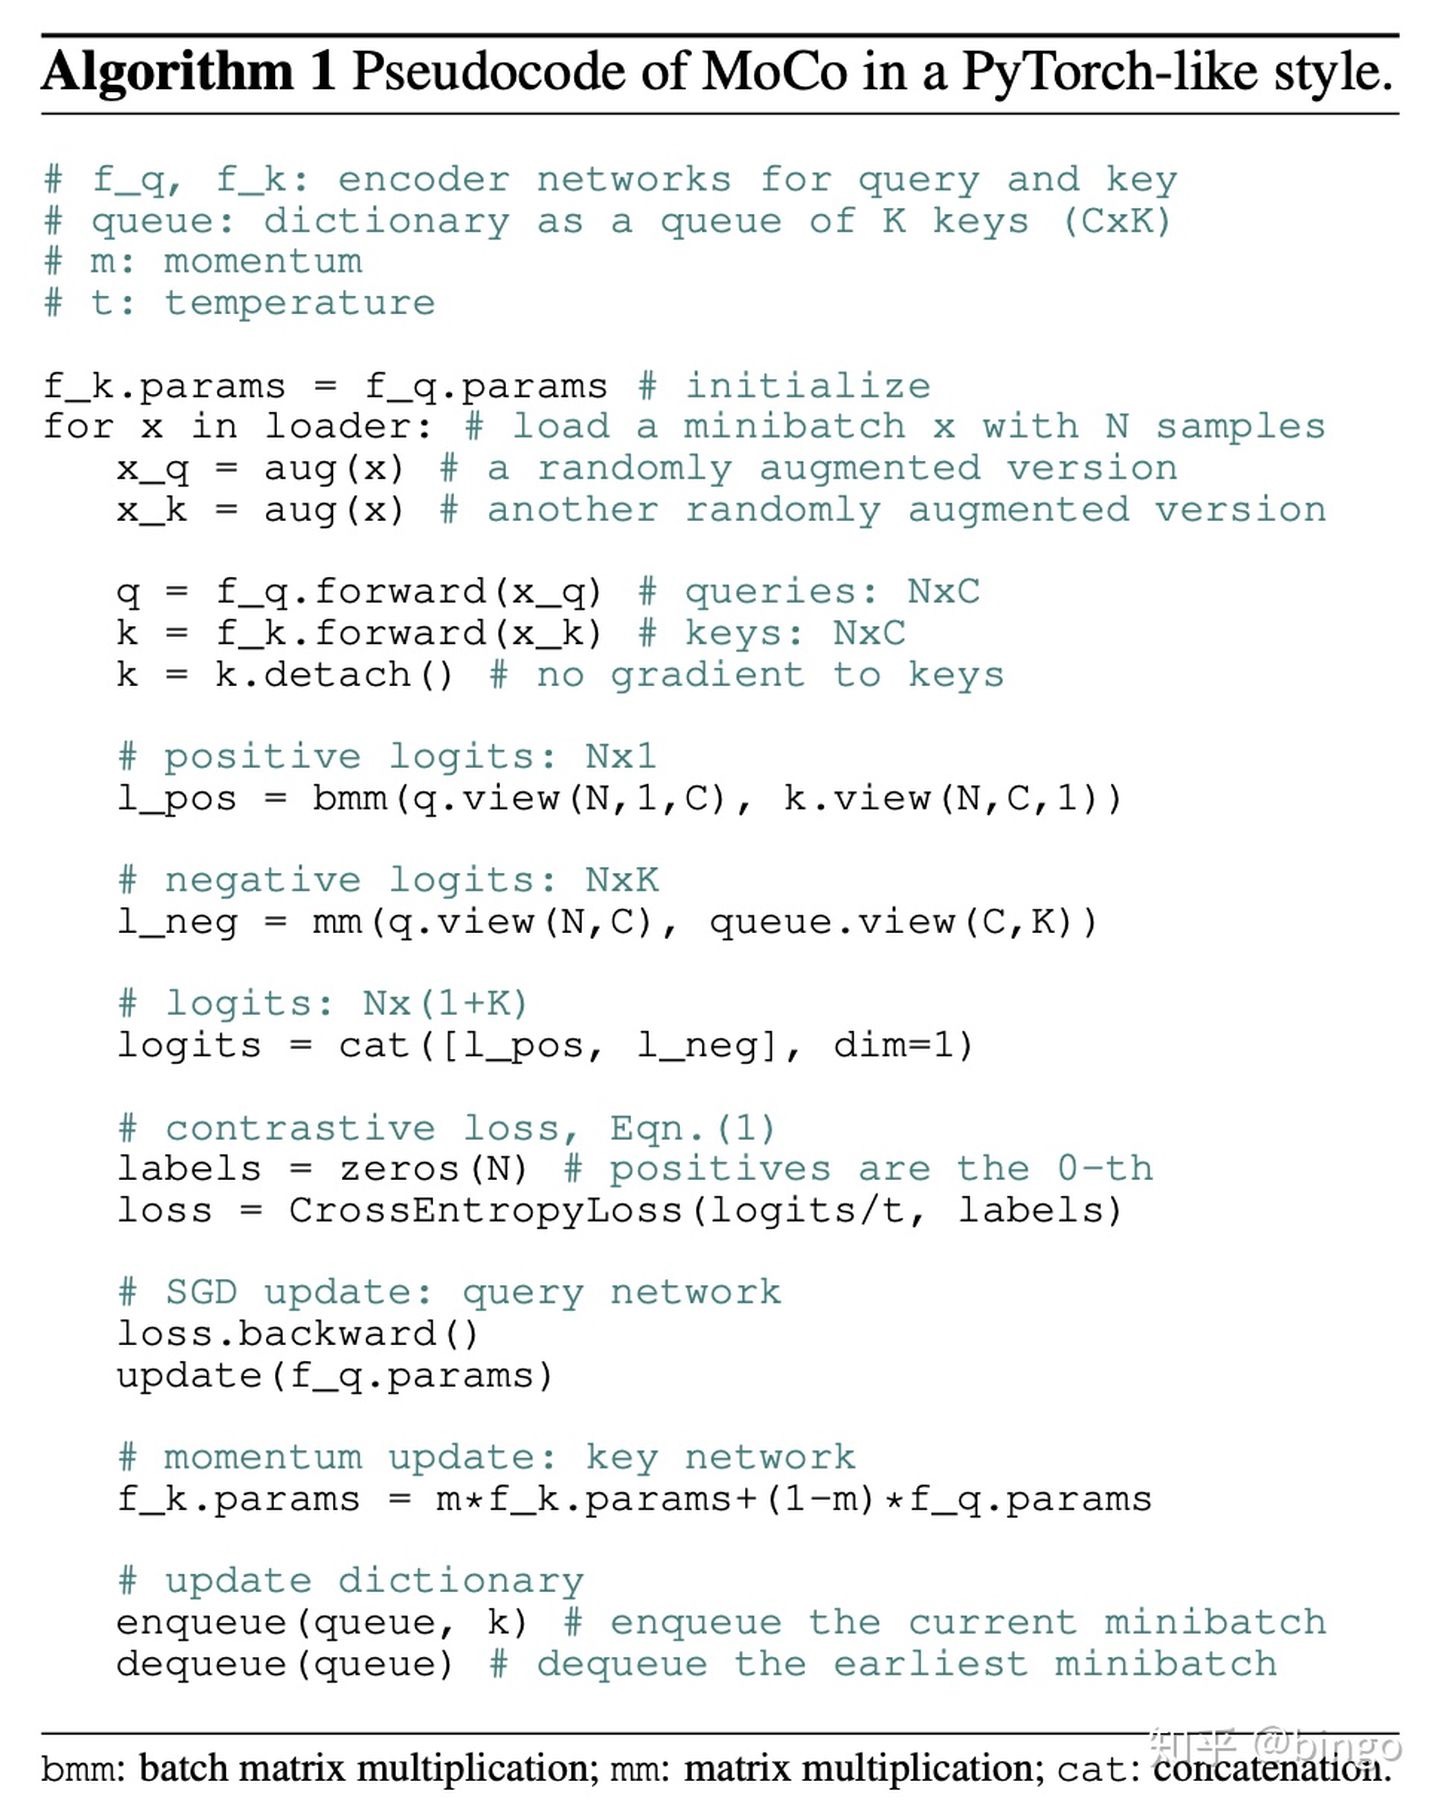 Algorithm 1 Pseudocode of MoCo in a PyTorch-like style.
# f_q, f_k: encoder networks for query and key
# queue: dictionary as a queue of K keys (CxK)
# m: momentum
# t: temperature
f_k.params = f_q.params # initialize
for x in loader: # load a minibatch x with N samples
x_q = aug(x) # a randomly augmented version
x_k = aug(x) # another randomly augmented version
q = f_q.forward(x_q) # queries: NxC
k = f_k.forward(x_k) # keys: NxC
k = k.detach() # no gradient to keys
# positive logits: Nx1
l_pos = bmm(q.view(N,1,C), k.view(N,C,1))
# negative logits: NxK
l_neg = mm(q.view(N,C), queue.view(C,K))
# logits: Nx(1+K)
logits = cat([l_pos, l_neg], dim=1)
# contrastive loss, Eqn.(1)
labels = zeros(N) # positives are the 0-th
loss = CrossEntropyLoss(logits/t, labels)
# SGD update: query network
loss.backward()
update(f_q.params)
# momentum update: key network
f_k.params = m*f_k.params+(1-m)*f_q.params
# update dictionary
enqueue(queue, k) # enqueue the current minibatch
dequeue(queue) # dequeue the earliest minibatch
bmm: batch matrix multiplication; mm: matrix multiplication; cat: concatenation.
知乎 @bingo